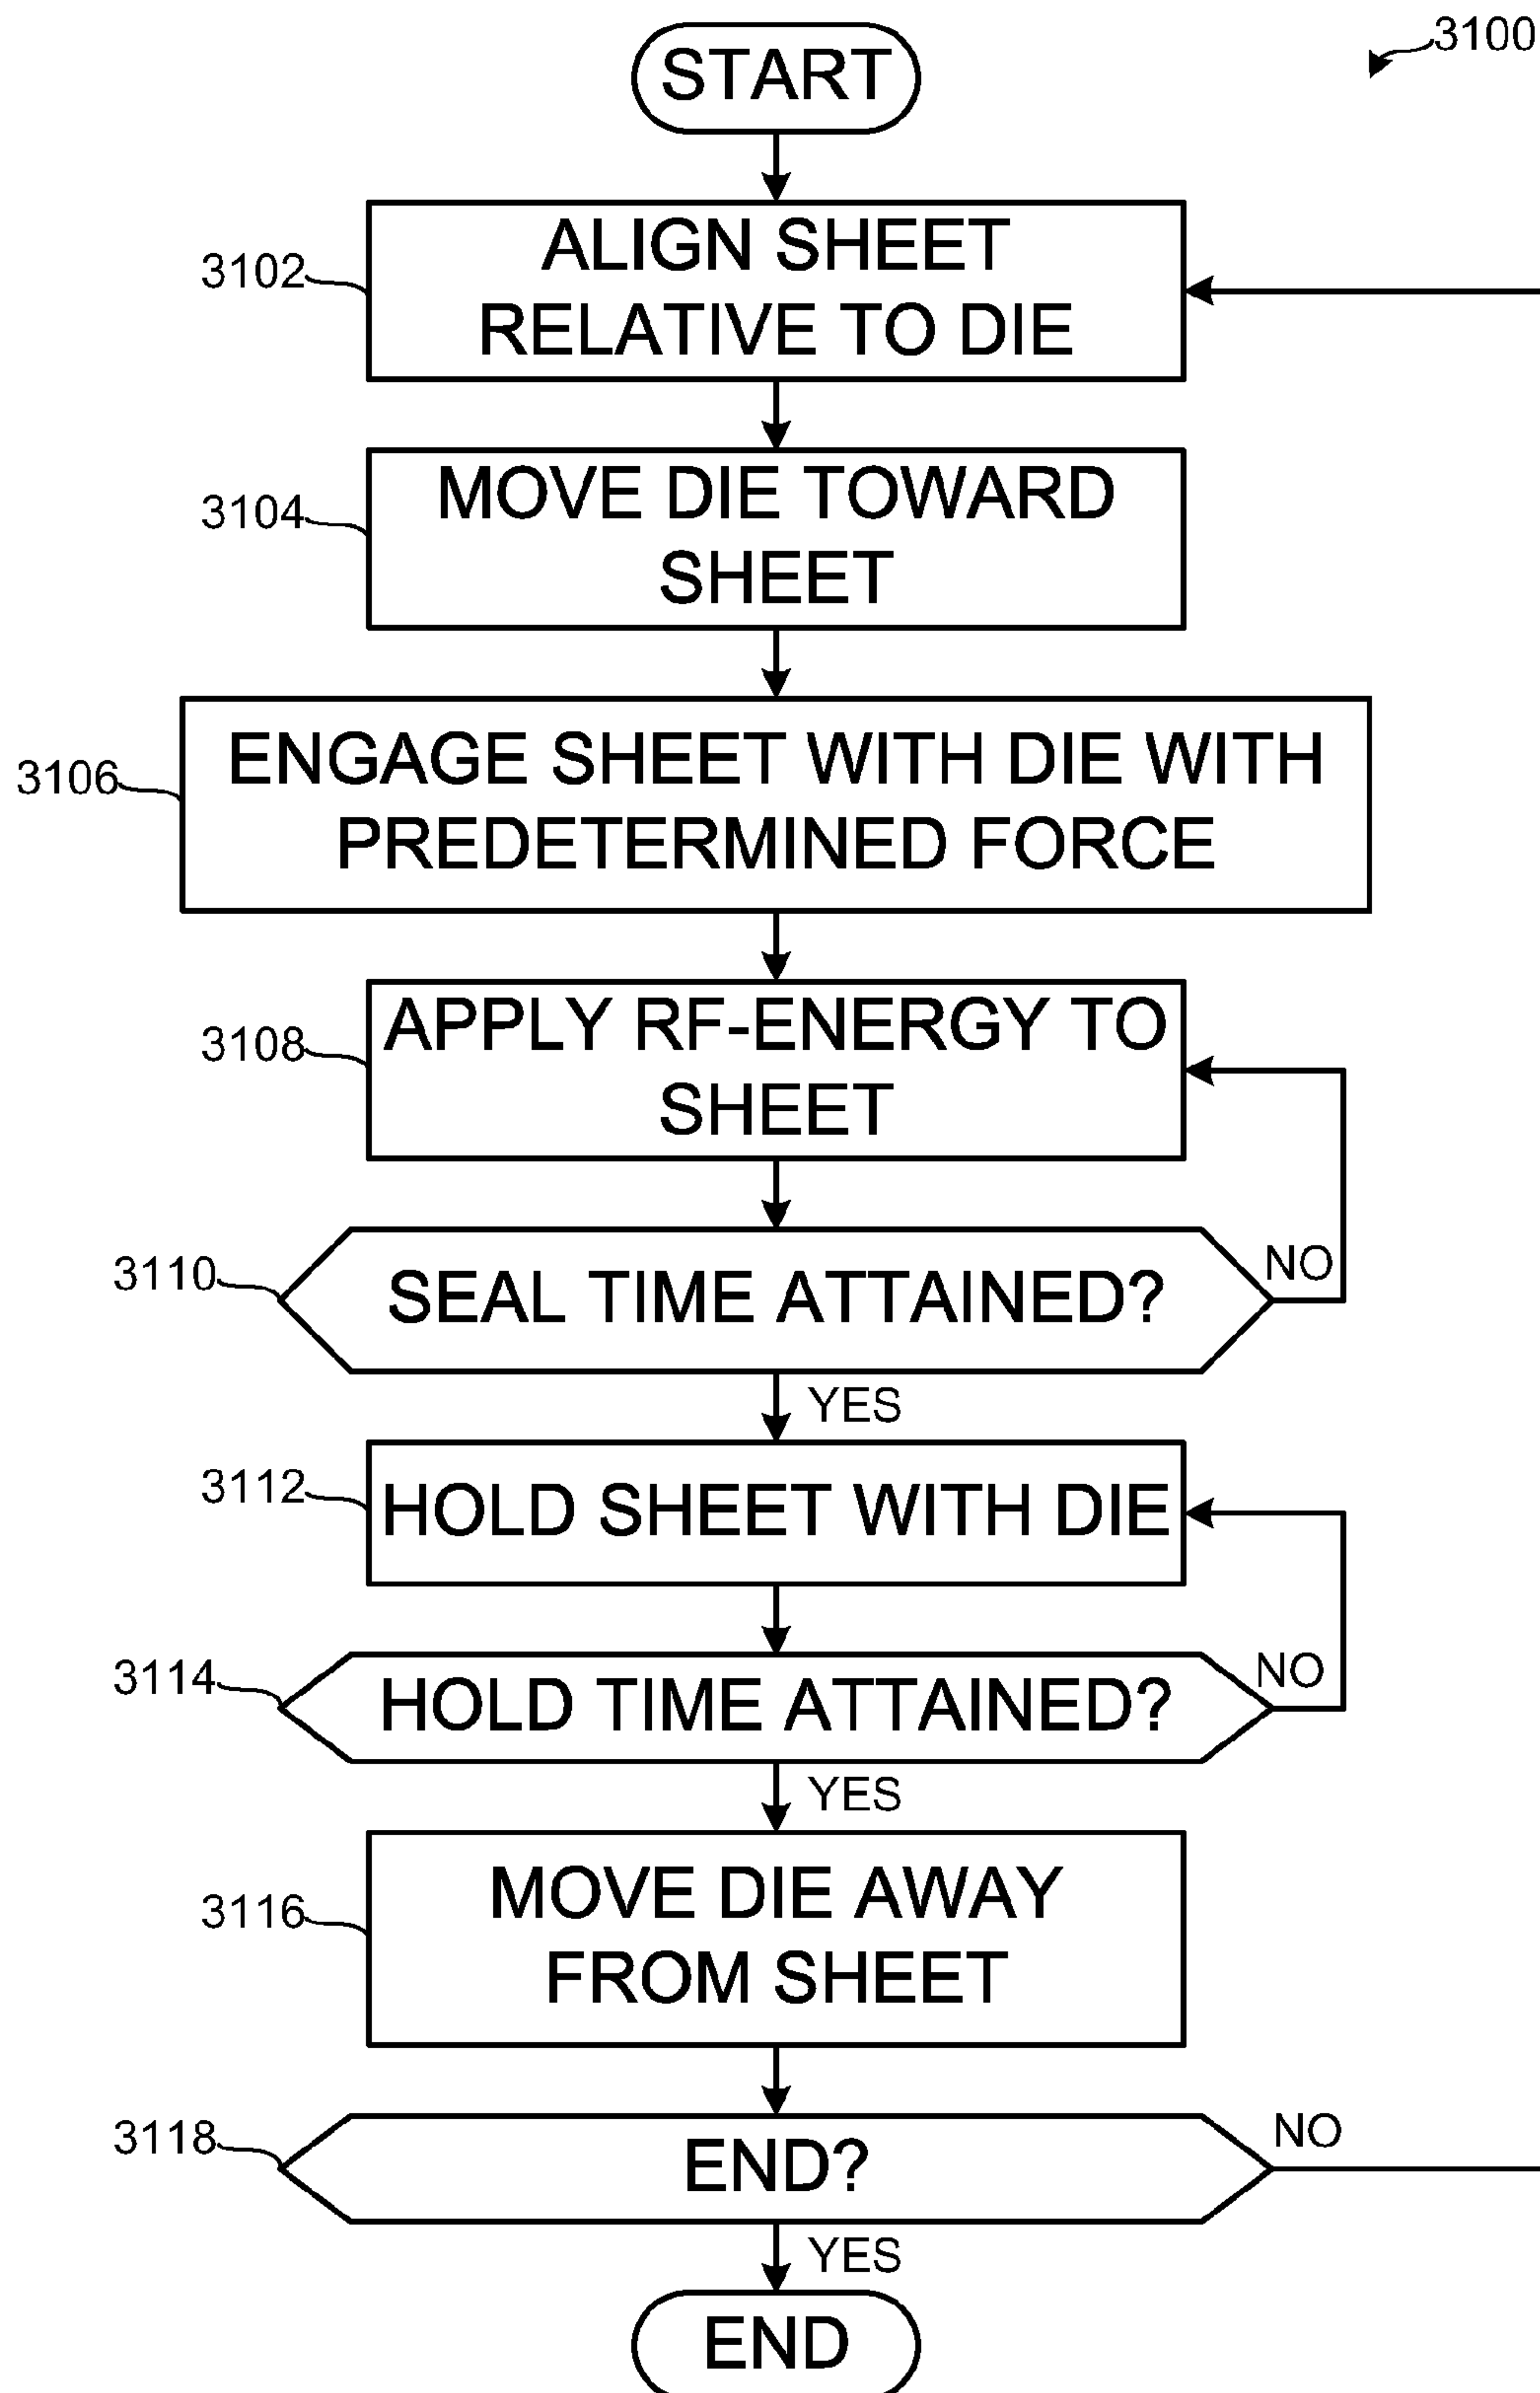 START
3100
3102
ALIGN SHEET
RELATIVE TO DIE
3104
MOVE DIE TOWARD
SHEET
3106
ENGAGE SHEET WITH DIE WITH
PREDETERMINED FORCE
3108
APPLY RF-ENERGY TO
SHEET
3110
SEAL TIME ATTAINED?
NO
YES
3112
HOLD SHEET WITH DIE
3114
HOLD TIME ATTAINED?
NO
YES
3116
MOVE DIE AWAY
FROM SHEET
3118
END?
NO
YES
END